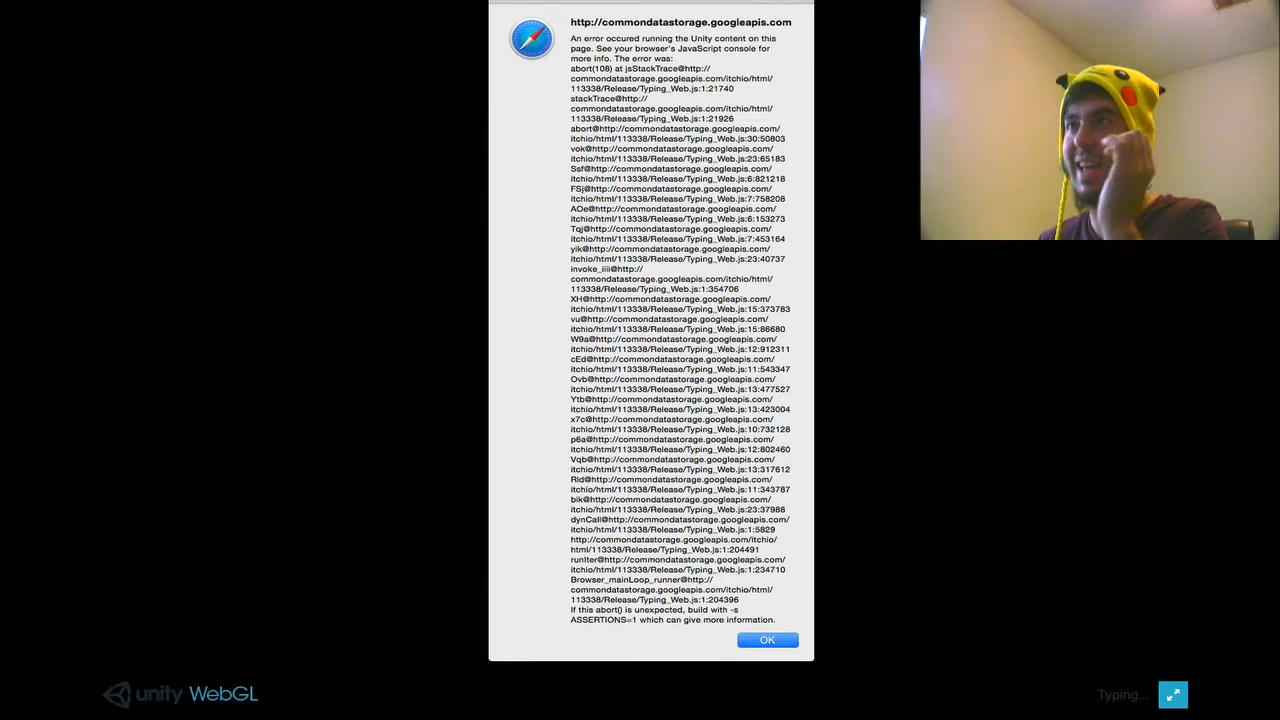 http://commondatastorage.googleapis.com
An error occured running the Unity content on this
page. See your browser's JavaScript console for
more info. The error was:
abort(108) at jsStackTrace@http://
commondatastorage.googleapis.com/itchio/html/
113338/Release/Typing_Web.js:1:21740
stackTrace@http://
commondatastorage.googleapis.com/itchio/html/
113338/Release/Typing_Web.js:1:21926
abort@http://commondatastorage.googleapis.com/
itchio/html/113338/Release/Typing_Web.js:30:50803
vok@http://commondatastorage.googleapis.com/
itchio/html/113338/Release/Typing_Web.js:23:65183
Ssf@http://commondatastorage.googleapis.com/
itchio/html/113338/Release/Typing_Web.js:6:821218
FSj@http://commondatastorage.googleapis.com/
itchio/html/113338/Release/Typing_Web.js:7:758208
AOe@http://commondatastorage.googleapis.com/
itchio/html/113338/Release/Typing_Web.js:6:153273
Tqj@http://commondatastorage.googleapis.com/
itchio/html/113338/Release/Typing_Web.js:7:453164
yik@http://commondatastorage.googleapis.com/
itchio/html/113338/Release/Typing_Web.js:23:40737
invoke_iiii@http://
commondatastorage.googleapis.com/itchio/html/
113338/Release/Typing_Web.js:1:354706
XH@http://commondatastorage.googleapis.com/
itchio/html/113338/Release/Typing_Web.js:15:373783
vu@http://commondatastorage.googleapis.com/
itchio/html/113338/Release/Typing_Web.js:15:86680
W9a@http://commondatastorage.googleapis.com/
itchio/html/113338/Release/Typing_Web.js:12:912311
cEd@http://commondatastorage.googleapis.com/
itchio/html/113338/Release/Typing_Web.js:11:543347
Ovb@http://commondatastorage.googleapis.com/
itchio/html/113338/Release/Typing_Web.js:13:477527
Ytb@http://commondatastorage.googleapis.com/
itchio/html/113338/Release/Typing_Web.js:13:423004
x7c@http://commondatastorage.googleapis.com/
itchio/html/113338/Release/Typing_Web.js:10:732128
p6a@http://commondatastorage.googleapis.com/
itchio/html/113338/Release/Typing_Web.js:12:802460
Vqb@http://commondatastorage.googleapis.com/
itchio/html/113338/Release/Typing_Web.js:13:317612
Rld@http://commondatastorage.googleapis.com/
itchio/html/113338/Release/Typing_Web.js:11:343787
bik@http://commondatastorage.googleapis.com/
itchio/html/113338/Release/Typing_Web.js:23:37988
dynCall@http://commondatastorage.googleapis.com/
itchio/html/113338/Release/Typing_Web.js:1:5829
http://commondatastorage.googleapis.com/itchio/
html/113338/Release/Typing_Web.js:1:204491
runIter@http://commondatastorage.googleapis.com/
itchio/html/113338/Release/Typing_Web.js:1:234710
Browser_mainLoop_runner@http://
commondatastorage.googleapis.com/itchio/html/
113338/Release/Typing_Web.js:1:204396
If this abort() is unexpected, build with -s
ASSERTIONS=1 which can give more information.
OK
unity WebGL
Typing...